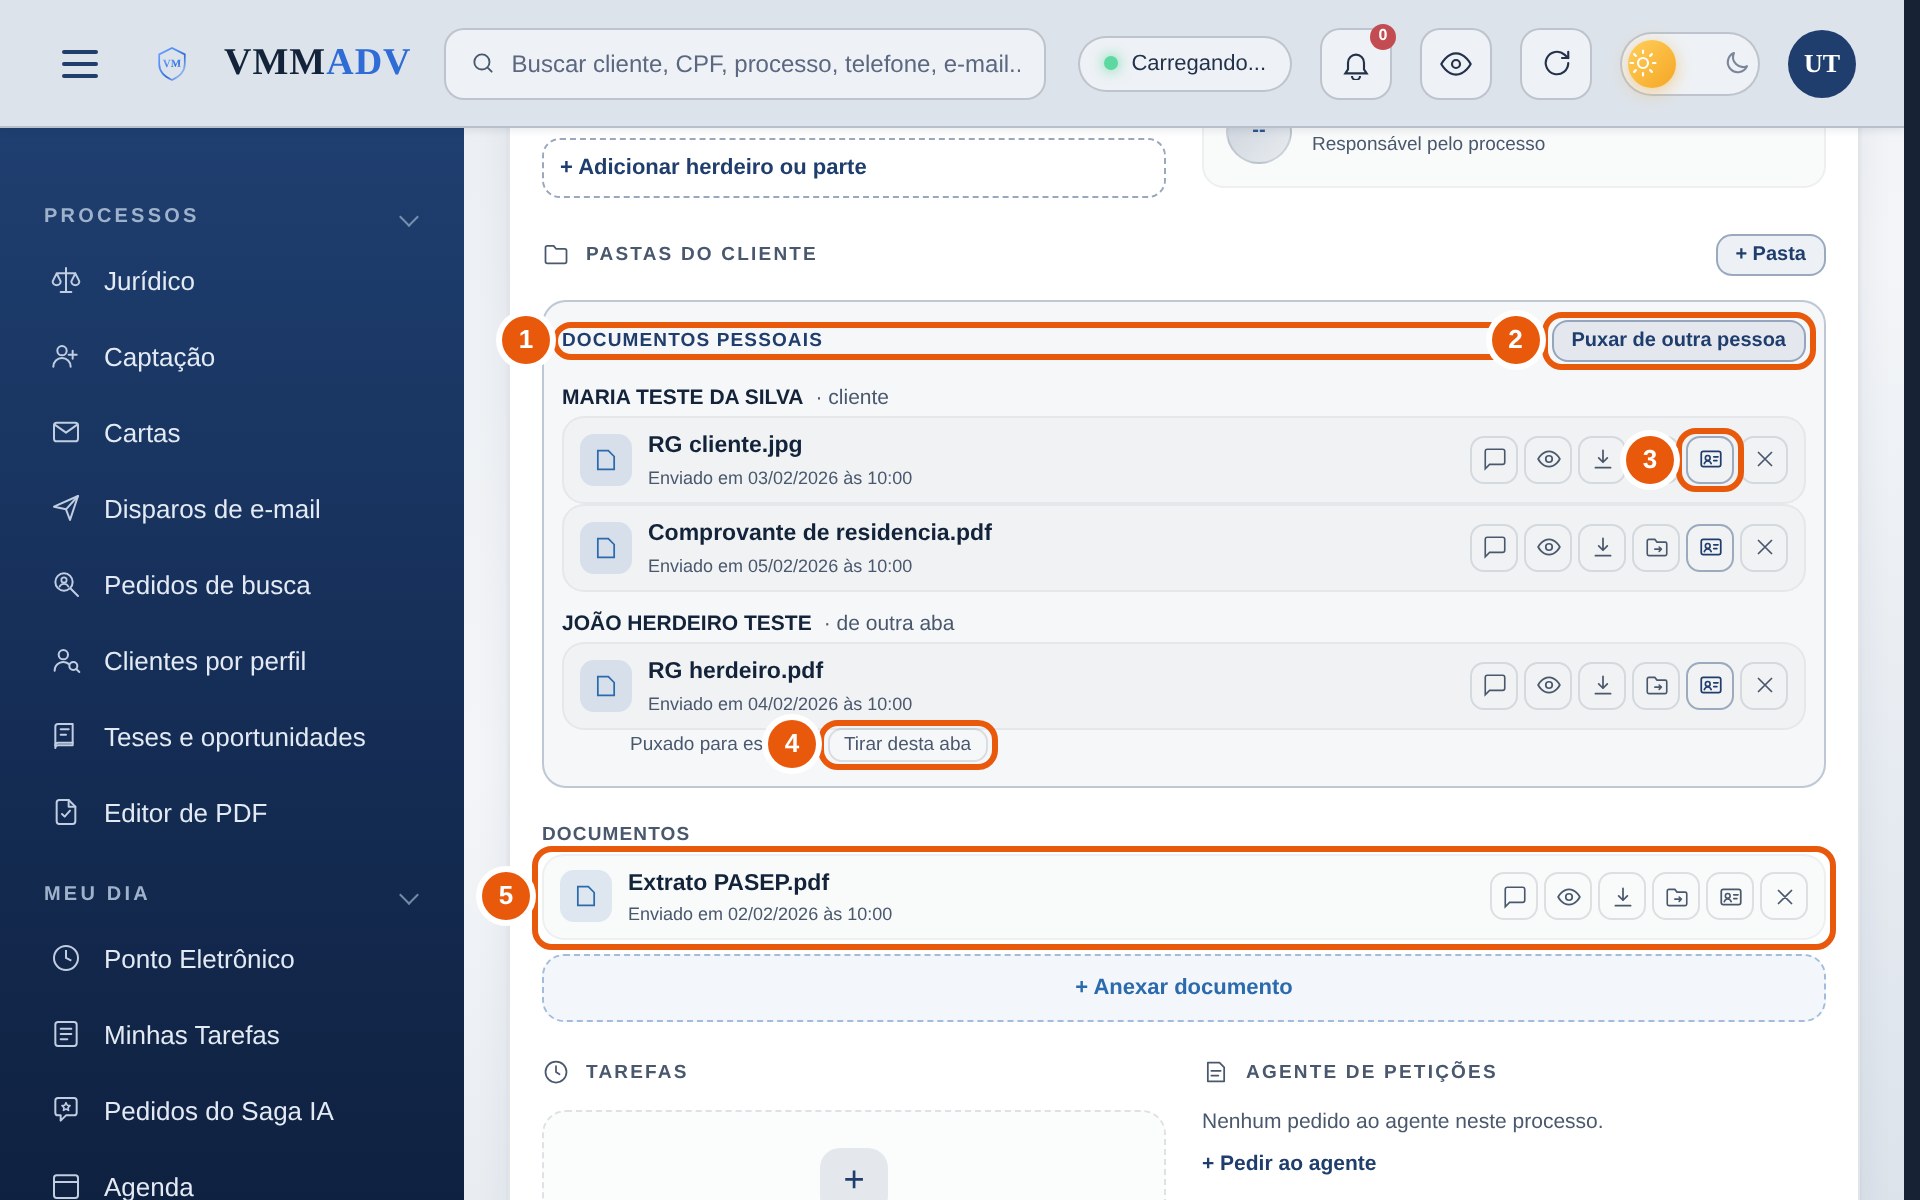 VM VMMADV
Buscar cliente, CPF, processo, telefone, e-mail..
Carregando...
0
UT
PROCESSOS
Jurídico
Captação
Cartas
Disparos de e-mail
Pedidos de busca
Clientes por perfil
Teses e oportunidades
Editor de PDF
MEU DIA
Ponto Eletrônico
Minhas Tarefas
Pedidos do Saga IA
Agenda
+ Adicionar herdeiro ou parte
--
Responsável pelo processo
PASTAS DO CLIENTE
+ Pasta
1 DOCUMENTOS PESSOAIS
2 Puxar de outra pessoa
MARIA TESTE DA SILVA · cliente
RG cliente.jpg
Enviado em 03/02/2026 às 10:00
3
Comprovante de residencia.pdf
Enviado em 05/02/2026 às 10:00
JOÃO HERDEIRO TESTE · de outra aba
RG herdeiro.pdf
Enviado em 04/02/2026 às 10:00
Puxado para es 4 Tirar desta aba
DOCUMENTOS
5
Extrato PASEP.pdf
Enviado em 02/02/2026 às 10:00
+ Anexar documento
TAREFAS
+
AGENTE DE PETIÇÕES
Nenhum pedido ao agente neste processo.
+ Pedir ao agente